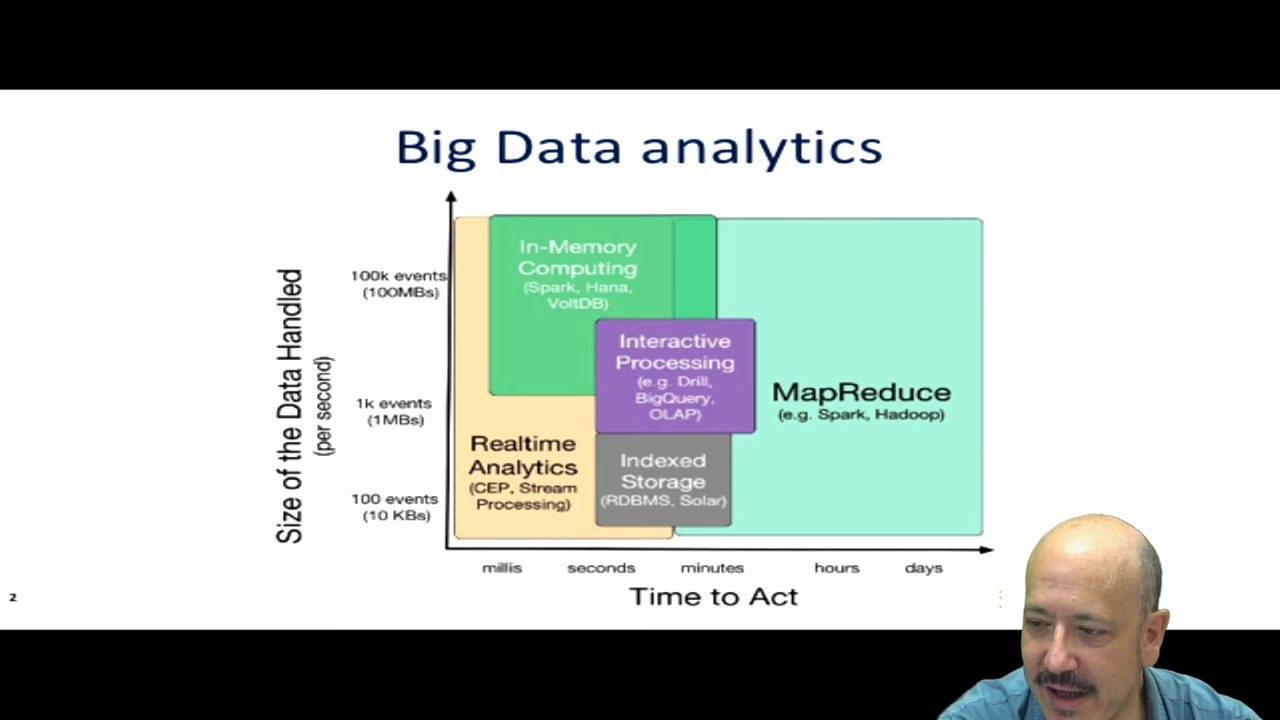 Big Data analytics
Size of the Data Handled
(per second)
100k events
(100MBs)
1k events
(1MBs)
100 events
(10 KBs)
In-Memory
Computing
(Spark, Hana,
VoltDB)
Interactive
Processing
(e.g. Drill,
BigQuery,
OLAP)
MapReduce
(e.g. Spark, Hadoop)
Realtime
Analytics
(CEP, Stream
Processing)
Indexed
Storage
(RDBMS, Solar)
millis seconds minutes hours days
Time to Act
2